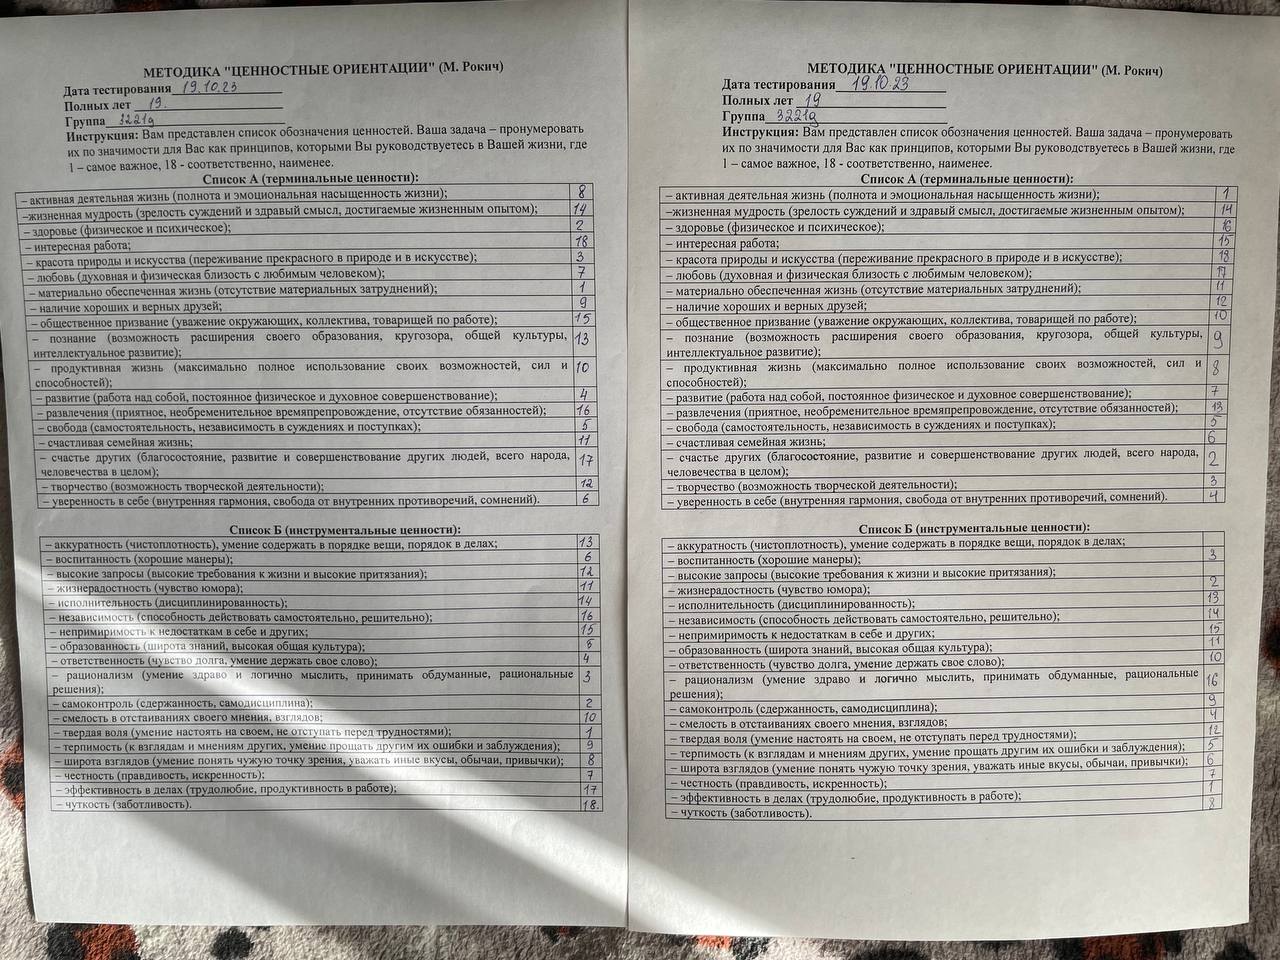 МЕТОДИКА "ЦЕННОСТНЫЕ ОРИЕНТАЦИИ" (М. Рокич)
Дата тестирования 19.10.23
Полных лет 19.
Группа 3221д
Инструкция: Вам представлен список обозначения ценностей. Ваша задача – пронумеровать
их по значимости для Вас как принципов, которыми Вы руководствуетесь в Вашей жизни, где
1 – самое важное, 18 - соответственно, наименее.
Список А (терминальные ценности):
– активная деятельная жизнь (полнота и эмоциональная насыщенность жизни); 8
–жизненная мудрость (зрелость суждений и здравый смысл, достигаемые жизненным опытом); 14
– здоровье (физическое и психическое); 2
– интересная работа; 18
– красота природы и искусства (переживание прекрасного в природе и в искусстве); 3
– любовь (духовная и физическая близость с любимым человеком); 7
– материально обеспеченная жизнь (отсутствие материальных затруднений); 1
– наличие хороших и верных друзей; 9
– общественное призвание (уважение окружающих, коллектива, товарищей по работе); 15
– познание (возможность расширения своего образования, кругозора, общей культуры, 13
интеллектуальное развитие);
– продуктивная жизнь (максимально полное использование своих возможностей, сил и 10
способностей);
– развитие (работа над собой, постоянное физическое и духовное совершенствование); 4
– развлечения (приятное, необременительное времяпрепровождение, отсутствие обязанностей); 16
– свобода (самостоятельность, независимость в суждениях и поступках); 5
– счастливая семейная жизнь; 11
– счастье других (благосостояние, развитие и совершенствование других людей, всего народа, 17
человечества в целом);
– творчество (возможность творческой деятельности); 12
– уверенность в себе (внутренняя гармония, свобода от внутренних противоречий, сомнений). 6
Список Б (инструментальные ценности):
– аккуратность (чистоплотность), умение содержать в порядке вещи, порядок в делах; 13
– воспитанность (хорошие манеры); 6
– высокие запросы (высокие требования к жизни и высокие притязания); 12
– жизнерадостность (чувство юмора); 11
– исполнительность (дисциплинированность); 14
– независимость (способность действовать самостоятельно, решительно); 16
– непримиримость к недостаткам в себе и других; 15
– образованность (широта знаний, высокая общая культура); 5
– ответственность (чувство долга, умение держать свое слово); 4
– рационализм (умение здраво и логично мыслить, принимать обдуманные, рациональные 3
решения);
– самоконтроль (сдержанность, самодисциплина); 2
– смелость в отстаиваниях своего мнения, взглядов; 10
– твердая воля (умение настоять на своем, не отступать перед трудностями); 1
– терпимость (к взглядам и мнениям других, умение прощать другим их ошибки и заблуждения); 9
– широта взглядов (умение понять чужую точку зрения, уважать иные вкусы, обычаи, привычки); 8
– честность (правдивость, искренность); 7
– эффективность в делах (трудолюбие, продуктивность в работе); 17
– чуткость (заботливость). 18.
МЕТОДИКА "ЦЕННОСТНЫЕ ОРИЕНТАЦИИ" (М. Рокич)
Дата тестирования 19.10.23
Полных лет 19
Группа 3221д
Инструкция: Вам представлен список обозначения ценностей. Ваша задача – пронумеровать
их по значимости для Вас как принципов, которыми Вы руководствуетесь в Вашей жизни, где
1 – самое важное, 18 - соответственно, наименее.
Список А (терминальные ценности):
– активная деятельная жизнь (полнота и эмоциональная насыщенность жизни); 1
–жизненная мудрость (зрелость суждений и здравый смысл, достигаемые жизненным опытом); 14
– здоровье (физическое и психическое); 16
– интересная работа; 15
– красота природы и искусства (переживание прекрасного в природе и в искусстве); 18
– любовь (духовная и физическая близость с любимым человеком); 17
– материально обеспеченная жизнь (отсутствие материальных затруднений); 11
– наличие хороших и верных друзей; 12
– общественное призвание (уважение окружающих, коллектива, товарищей по работе); 10
– познание (возможность расширения своего образования, кругозора, общей культуры, 9
интеллектуальное развитие);
– продуктивная жизнь (максимально полное использование своих возможностей, сил и 8
способностей);
– развитие (работа над собой, постоянное физическое и духовное совершенствование); 7
– развлечения (приятное, необременительное времяпрепровождение, отсутствие обязанностей); 13
– свобода (самостоятельность, независимость в суждениях и поступках); 5
– счастливая семейная жизнь; 6
– счастье других (благосостояние, развитие и совершенствование других людей, всего народа, 2
человечества в целом);
– творчество (возможность творческой деятельности); 3
– уверенность в себе (внутренняя гармония, свобода от внутренних противоречий, сомнений). 4
Список Б (инструментальные ценности):
– аккуратность (чистоплотность), умение содержать в порядке вещи, порядок в делах;
– воспитанность (хорошие манеры); 3
– высокие запросы (высокие требования к жизни и высокие притязания);
– жизнерадостность (чувство юмора); 2
– исполнительность (дисциплинированность); 13
– независимость (способность действовать самостоятельно, решительно); 14
– непримиримость к недостаткам в себе и других; 15
– образованность (широта знаний, высокая общая культура); 11
– ответственность (чувство долга, умение держать свое слово); 10
– рационализм (умение здраво и логично мыслить, принимать обдуманные, рациональные 16
решения);
– самоконтроль (сдержанность, самодисциплина); 9
– смелость в отстаиваниях своего мнения, взглядов; 4
– твердая воля (умение настоять на своем, не отступать перед трудностями); 12
– терпимость (к взглядам и мнениям других, умение прощать другим их ошибки и заблуждения); 5
– широта взглядов (умение понять чужую точку зрения, уважать иные вкусы, обычаи, привычки); 6
– честность (правдивость, искренность); 7
– эффективность в делах (трудолюбие, продуктивность в работе); 1
– чуткость (заботливость). 8